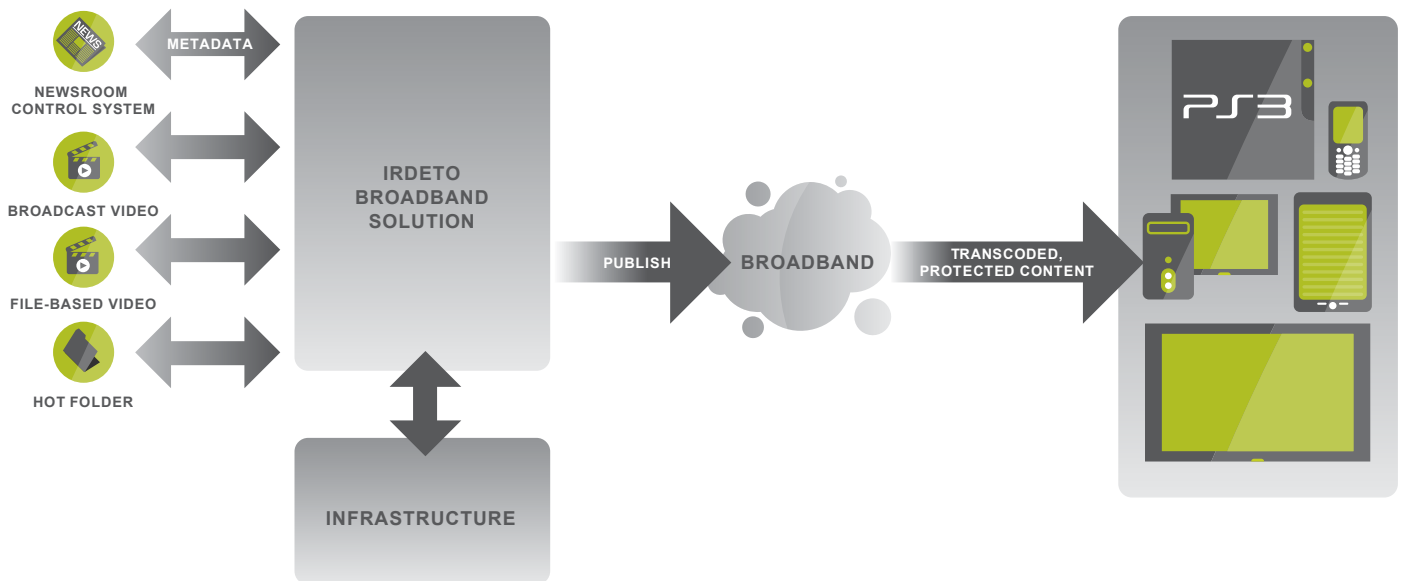 NEWS
METADATA
NEWSROOM
CONTROL SYSTEM
BROADCAST VIDEO
FILE-BASED VIDEO
HOT FOLDER
IRDETO
BROADBAND
SOLUTION
INFRASTRUCTURE
PUBLISH
BROADBAND
TRANSCODED,
PROTECTED CONTENT
PS3